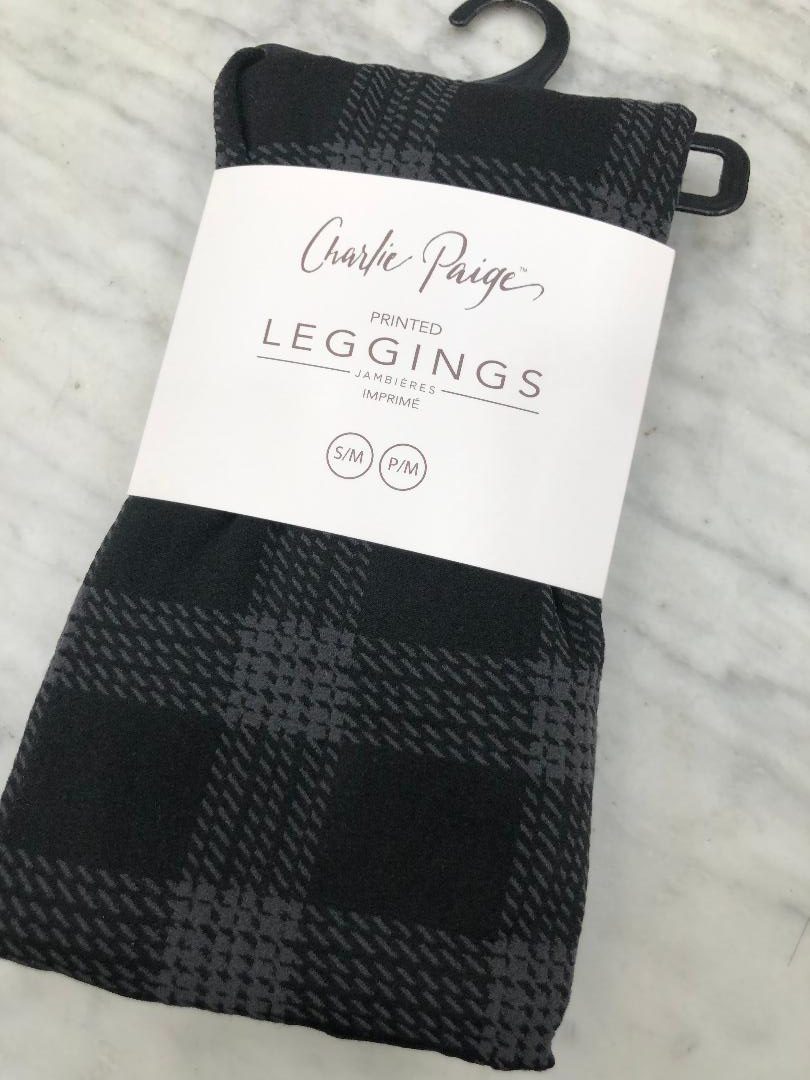 Charlie Paige™
PRINTED
LEGGINGS
JAMBIÈRES
IMPRIMÉ
S/M P/M